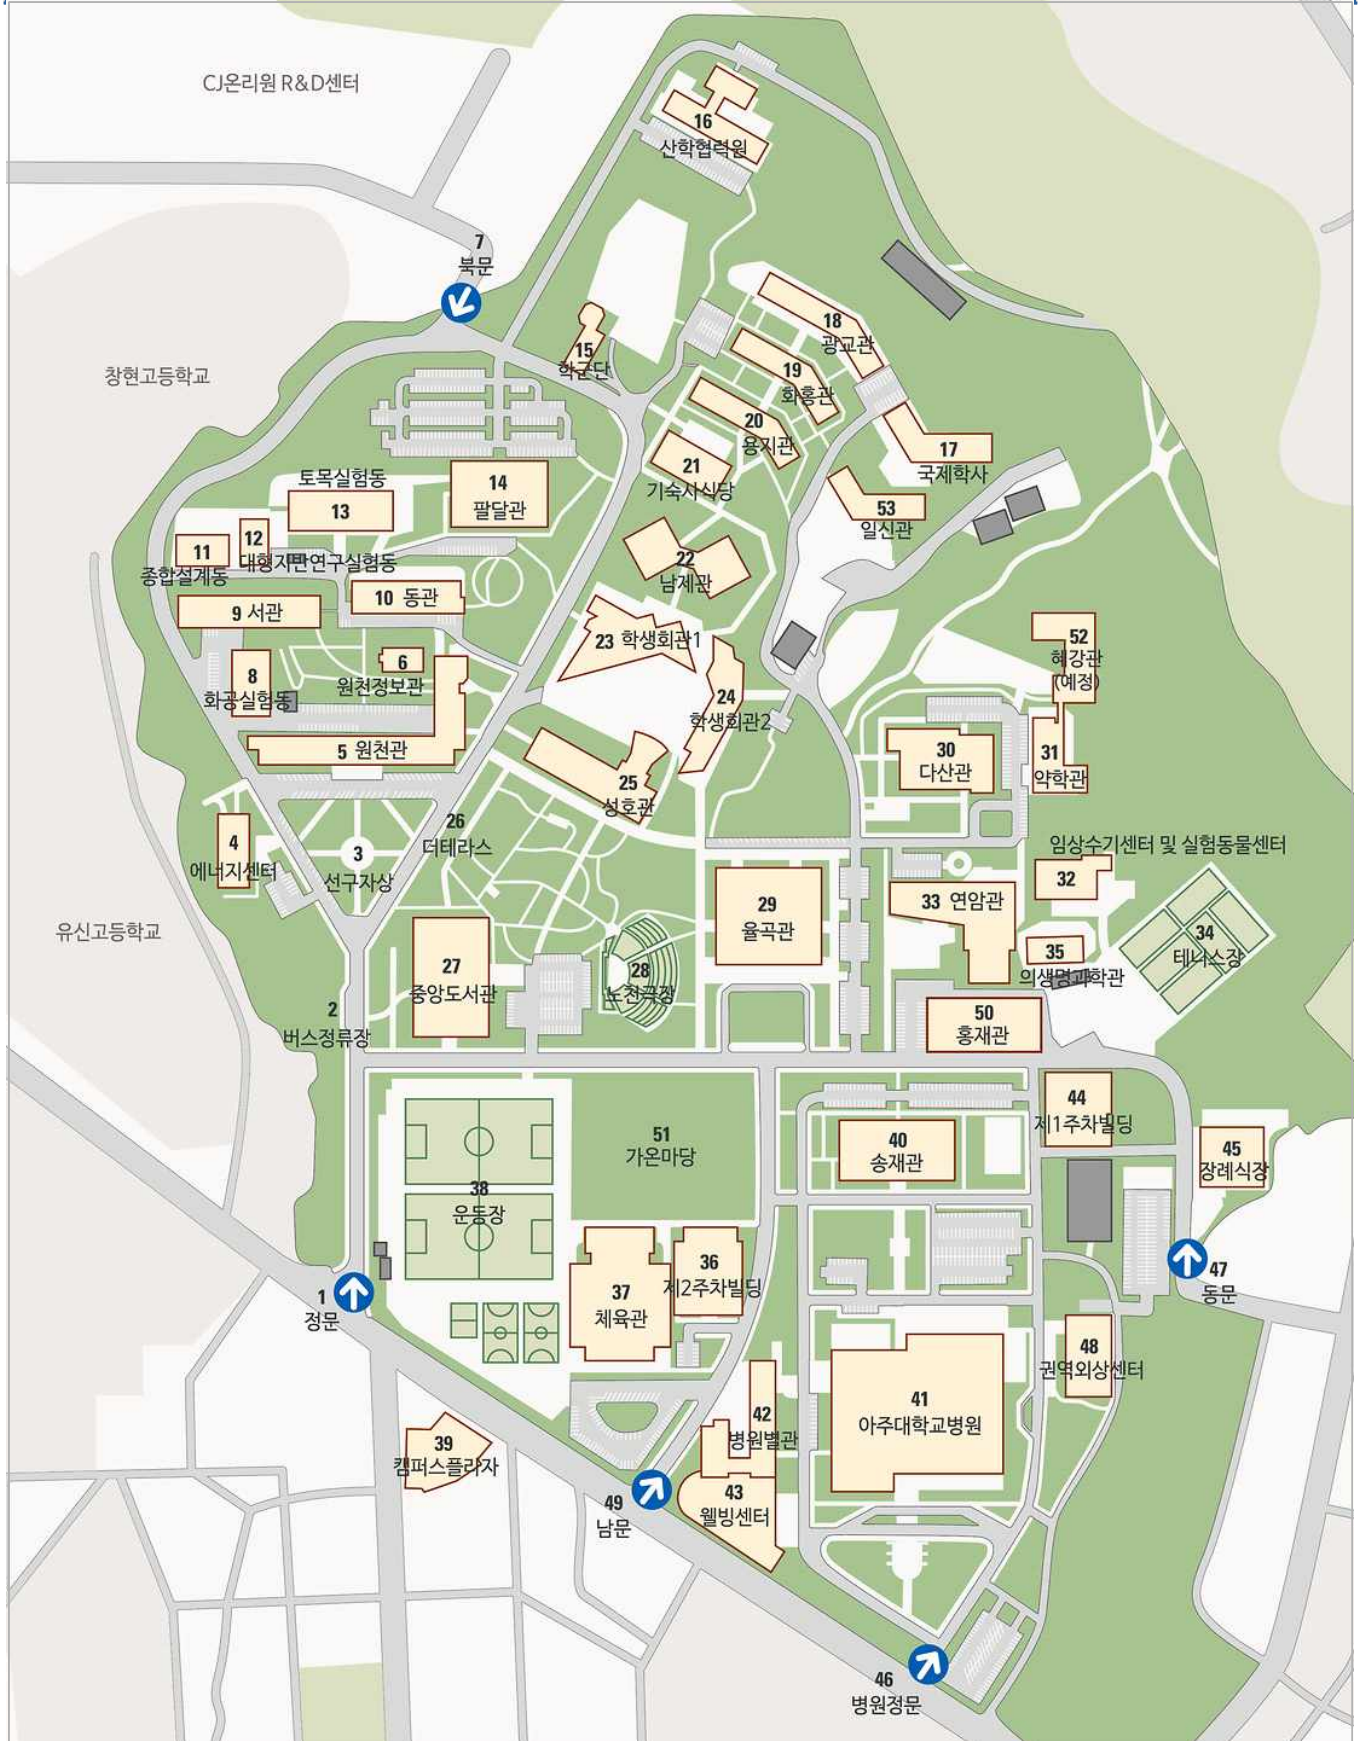 CJ온리원 R&D센터
16
산학협력원
7
북문
18
광교관
15
학군단
19
화홍관
창현고등학교
20
용지관
17
국제학사
21
기숙사식당
토목실험동
13
14
팔달관
53
일신관
11
종합설계동
12
대형지반연구실험동
22
남제관
10 동관
9 서관
23 학생회관1
52
혜강관
(예정)
6
원천정보관
8
화공실험동
24
학생회관2
5 원천관
30
다산관
31
약학관
25
성호관
26
더테라스
4
에너지센터
3
선구자상
임상수기센터 및 실험동물센터
32
29
율곡관
33 연암관
유신고등학교
34
테니스장
35
의생명과학관
27
중앙도서관
28
노천극장
2
버스정류장
50
홍재관
44
제1주차빌딩
51
가온마당
40
송재관
45
장례식장
38
운동장
36
제2주차빌딩
37
체육관
47
동문
1
정문
48
권역외상센터
41
아주대학교병원
42
병원별관
39
캠퍼스플라자
43
웰빙센터
49
남문
46
병원정문